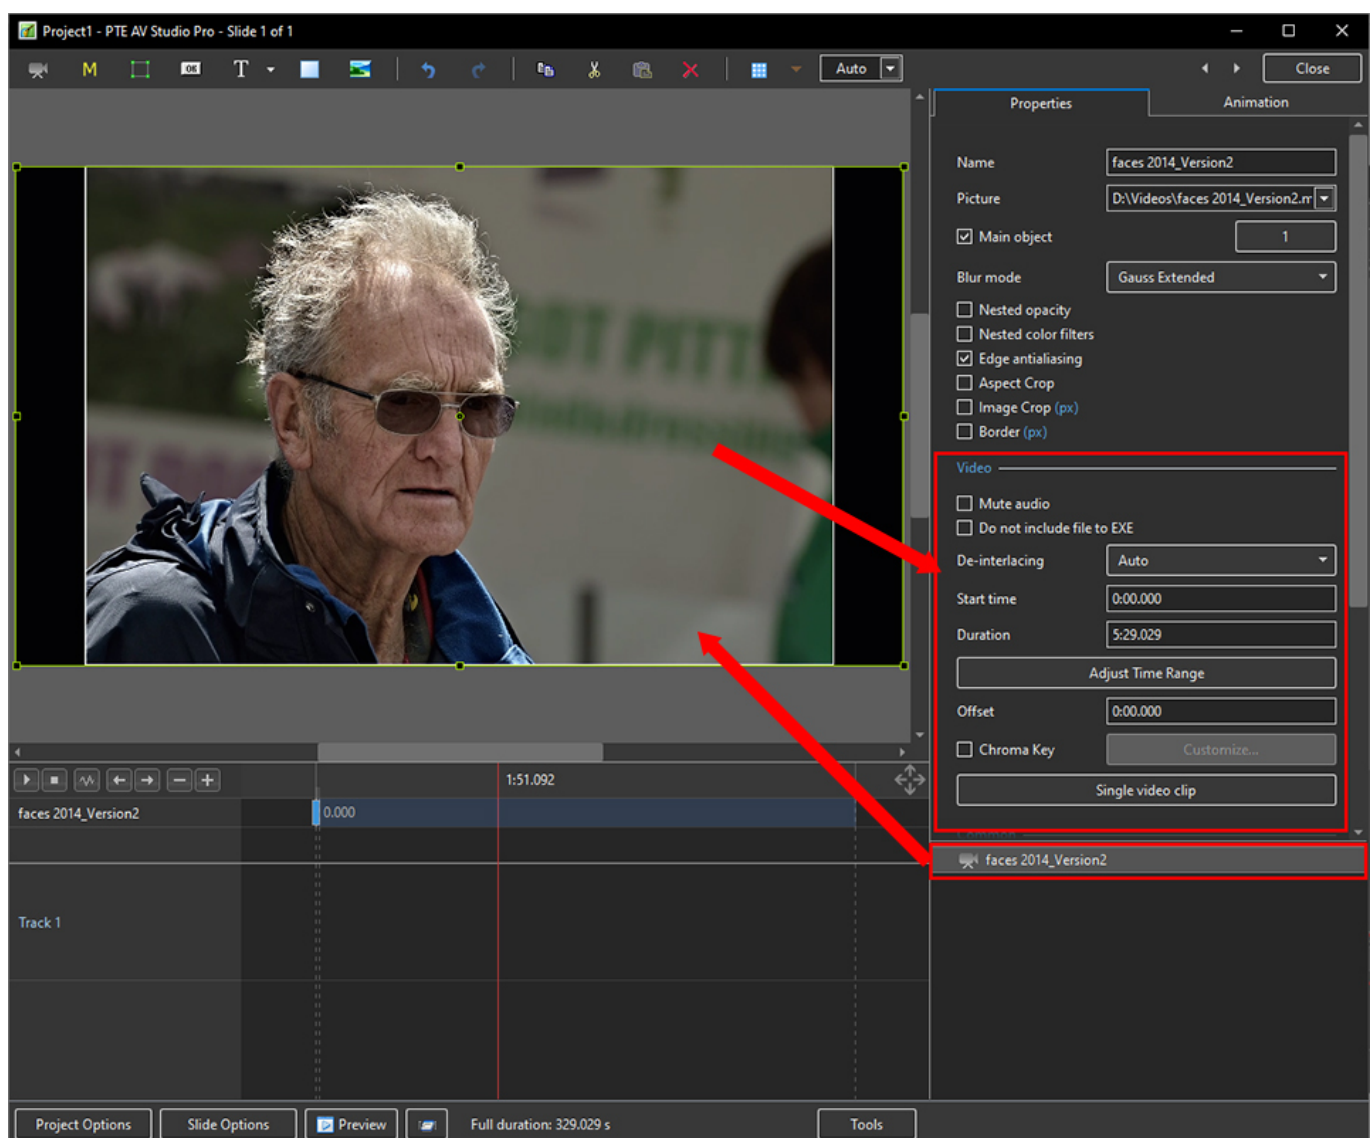 Project1 - PTE AV Studio Pro - Slide 1 of 1
M
OK
T
Auto
Close
Properties
Animation
Name
faces 2014_Version2
Picture
D:\Videos\faces 2014_Version2.m
Main object
1
Blur mode
Gauss Extended
Nested opacity
Nested color filters
Edge antialiasing
Aspect Crop
Image Crop (px)
Border (px)
Video
Mute audio
Do not include file to EXE
De-interlacing
Auto
Start time
0:00.000
Duration
5:29.029
Adjust Time Range
Offset
0:00.000
Chroma Key
Customize...
Single video clip
faces 2014_Version2
1:51.092
faces 2014_Version2
0.000
Track 1
Project Options
Slide Options
Preview
Full duration: 329.029 s
Tools